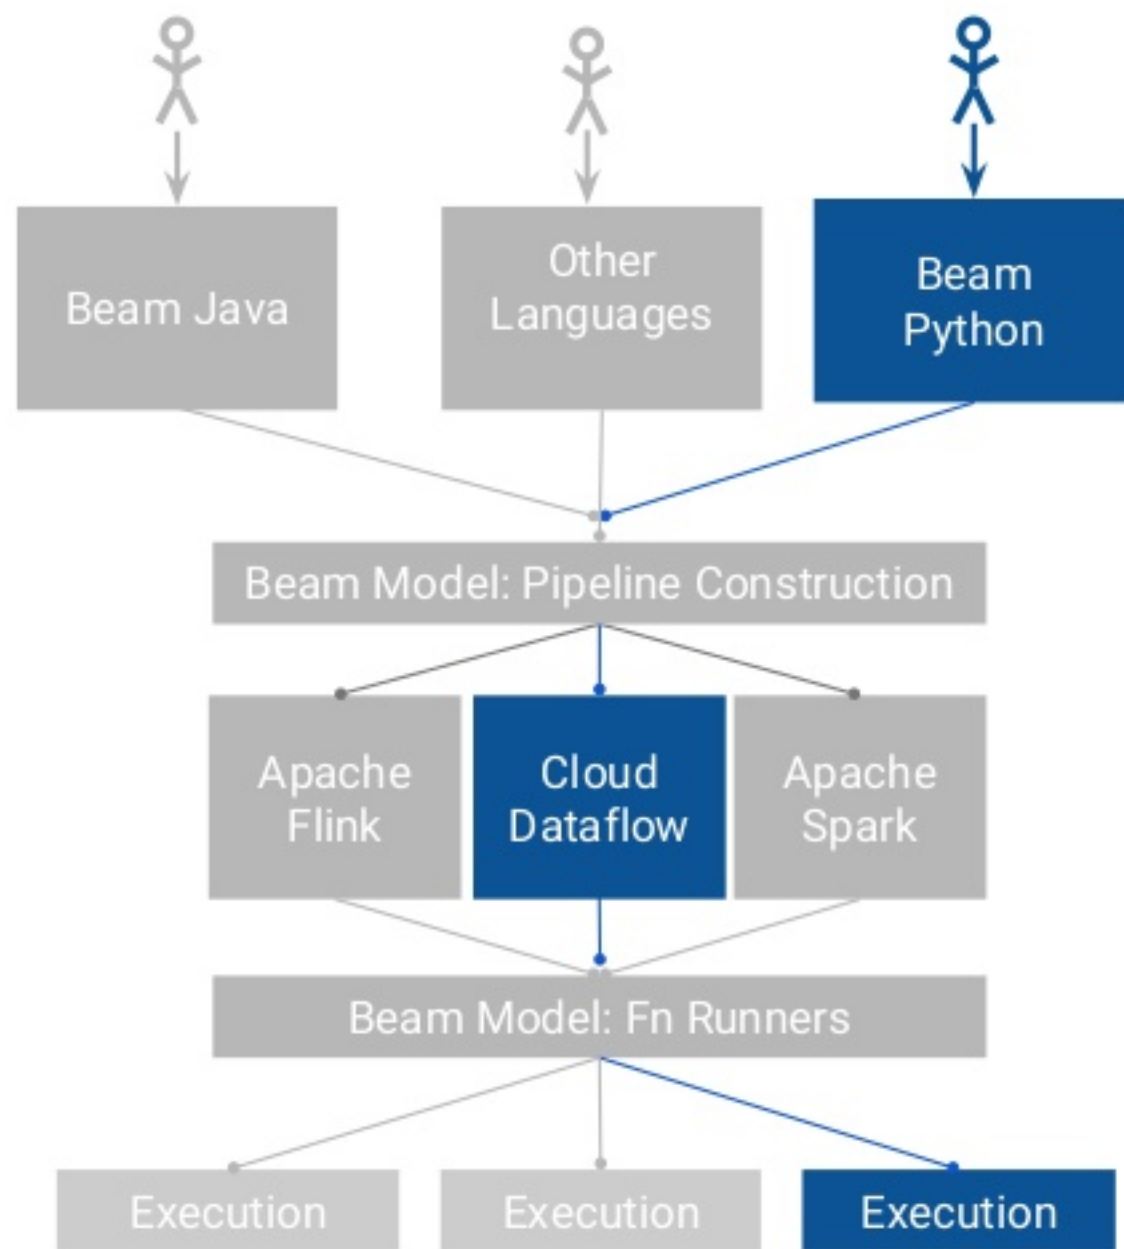 Beam Java
Other
Languages
Beam
Python
Beam Model: Pipeline Construction
Apache
Flink
Cloud
Dataflow
Apache
Spark
Beam Model: Fn Runners
Execution
Execution
Execution